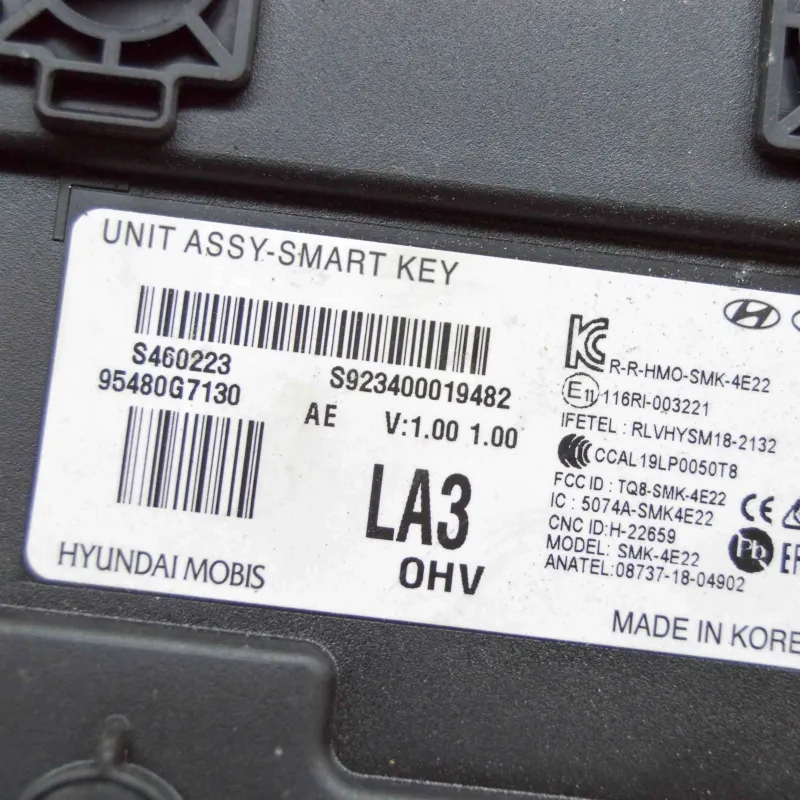 UNIT ASSY-SMART KEY
S460223
S923400019482
95480G7130
AE
V:1.00 1.00
LA3
OHV
HYUNDAI MOBIS
R-R-HMO-SMK-4E22
E11 116RI-003221
IFETEL : RLVHYSM18-2132
CCAL19LP0050T8
FCC ID : TQ8-SMK-4E22
IC : 5074A-SMK4E22
CNC ID:H-22659
MODEL: SMK-4E22
ANATEL:08737-18-04902
CE
Pb
MADE IN KORE